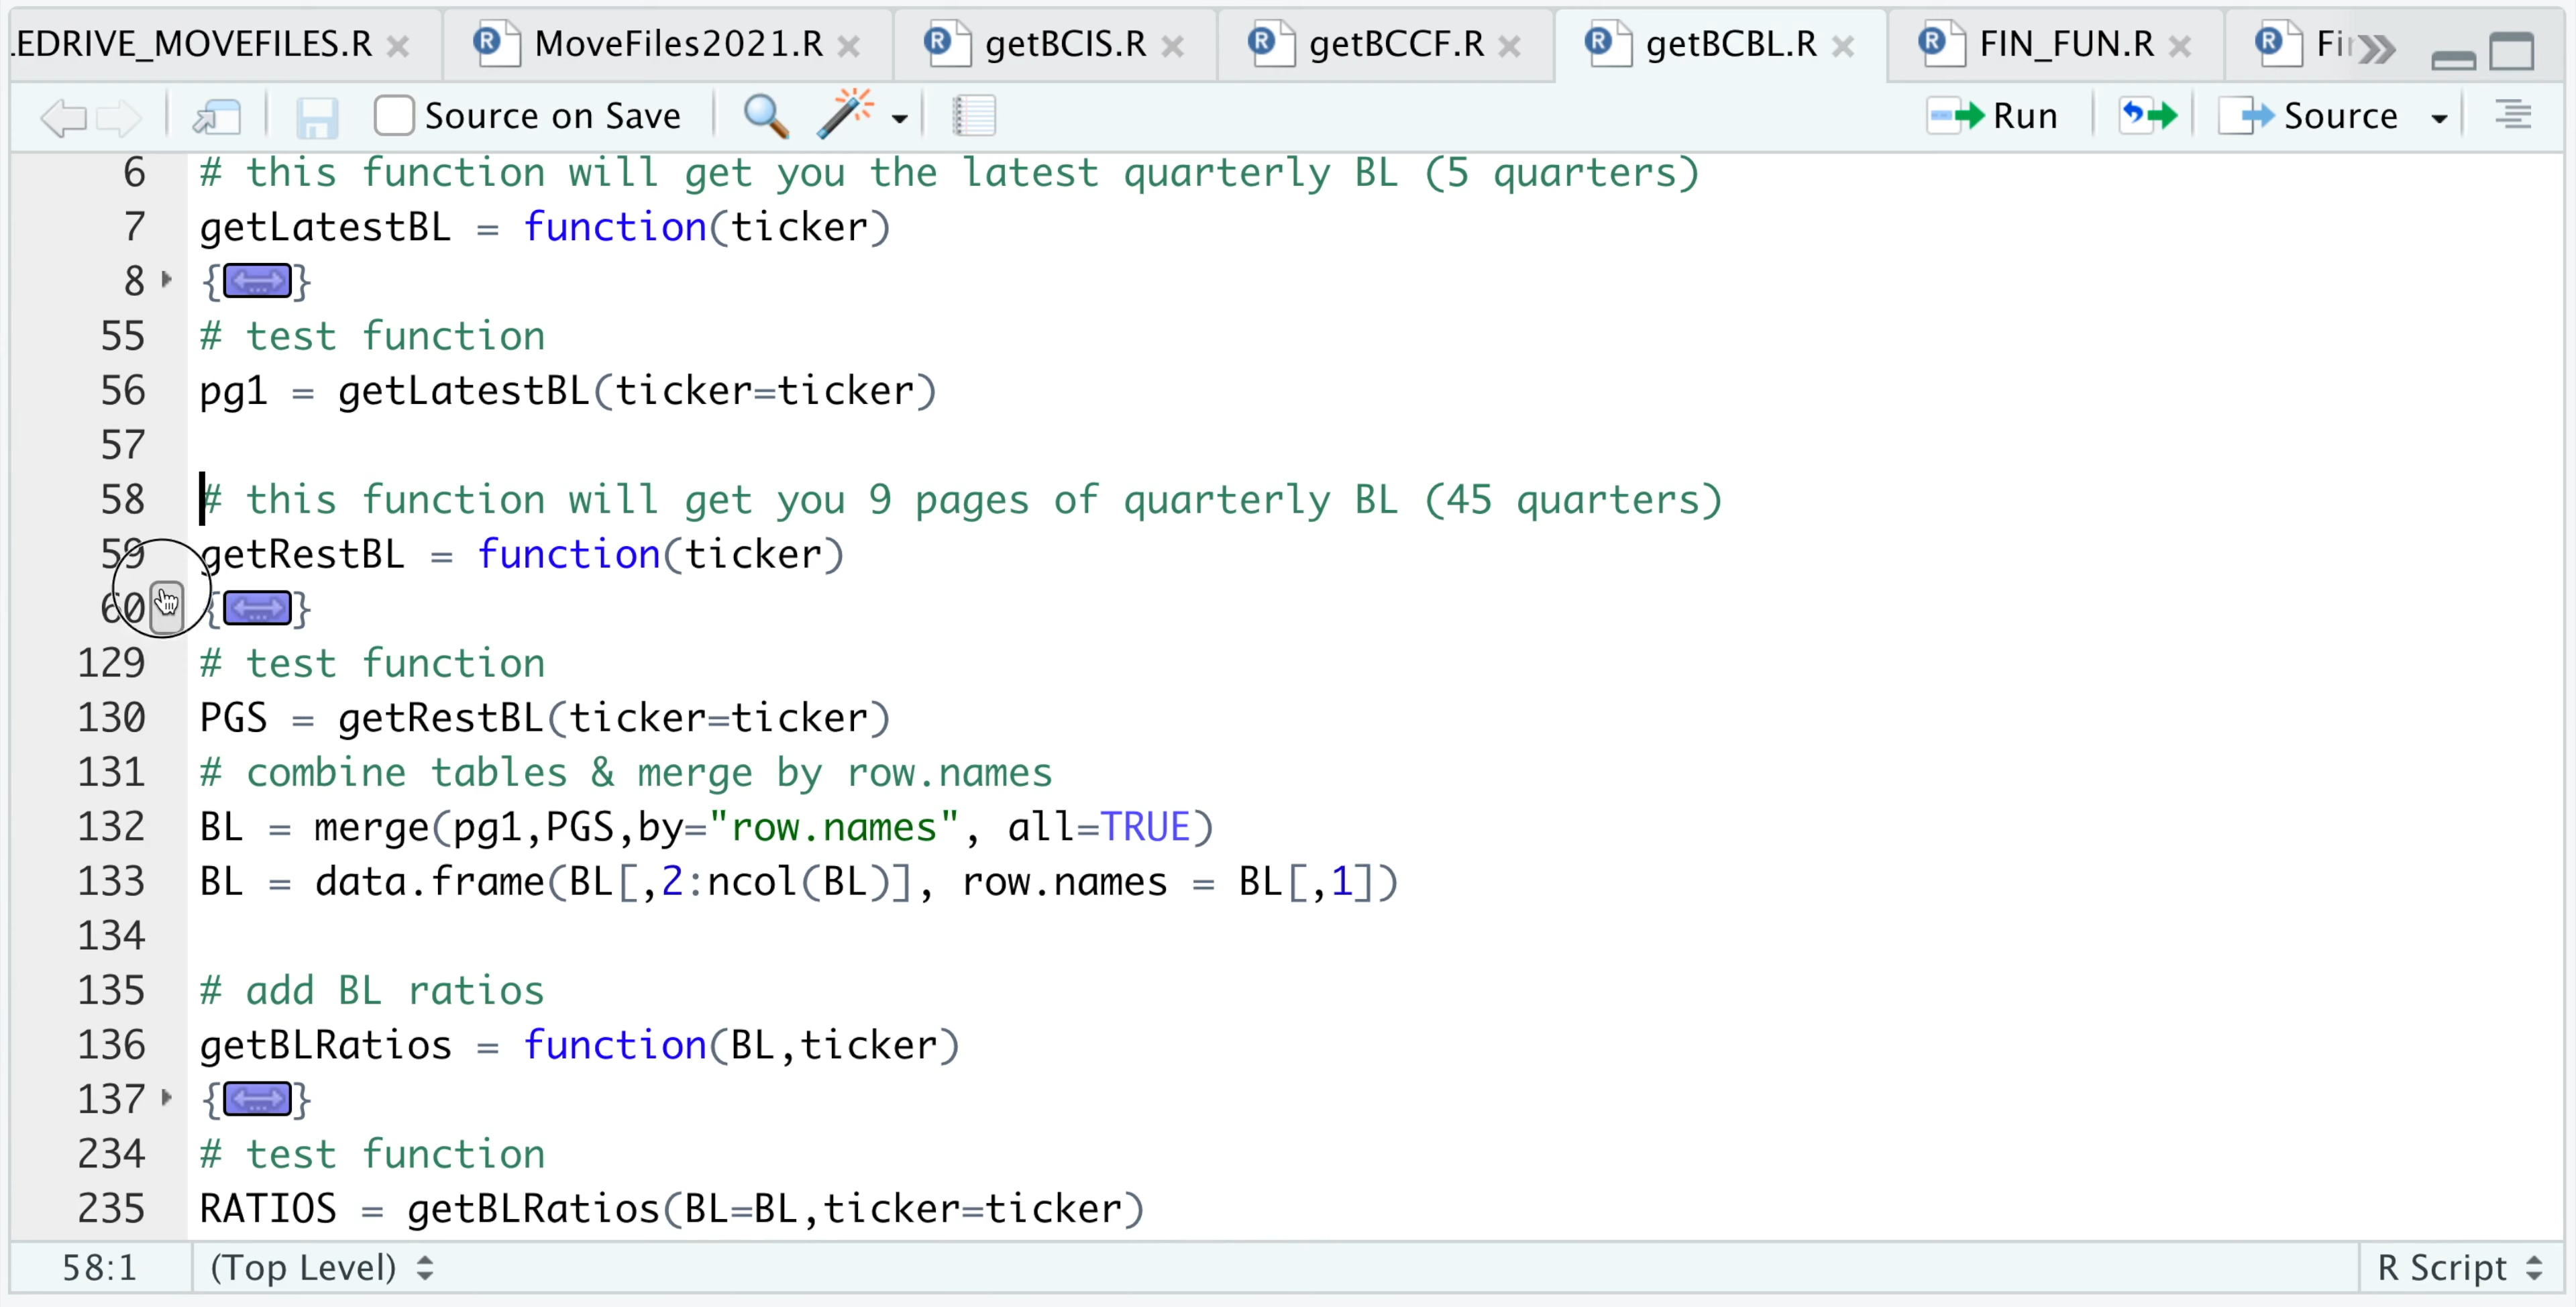 .EDRIVE_MOVEFILES.R MoveFiles2021.R getBCIS.R getBCCF.R getBCBL.R FIN_FUN.R
Source on Save Run Source
6 # this function will get you the latest quarterly BL (5 quarters)
7 getLatestBL = function(ticker)
8 {}
55 # test function
56 pg1 = getLatestBL(ticker=ticker)
57
58 # this function will get you 9 pages of quarterly BL (45 quarters)
59 getRestBL = function(ticker)
60 {}
129 # test function
130 PGS = getRestBL(ticker=ticker)
131 # combine tables & merge by row.names
132 BL = merge(pg1,PGS,by="row.names", all=TRUE)
133 BL = data.frame(BL[,2:ncol(BL)], row.names = BL[,1])
134
135 # add BL ratios
136 getBLRatios = function(BL,ticker)
137 {}
234 # test function
235 RATIOS = getBLRatios(BL=BL,ticker=ticker)
58:1 (Top Level) R Script